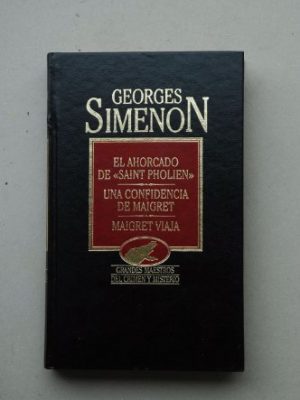 GEORGES
SIMENON
EL AHORCADO
DE «SAINT PHOLIEN»
UNA CONFIDENCIA
DE MAIGRET
MAIGRET VIAJA
GRANDES MAESTROS
DEL CRIMEN Y MISTERIO